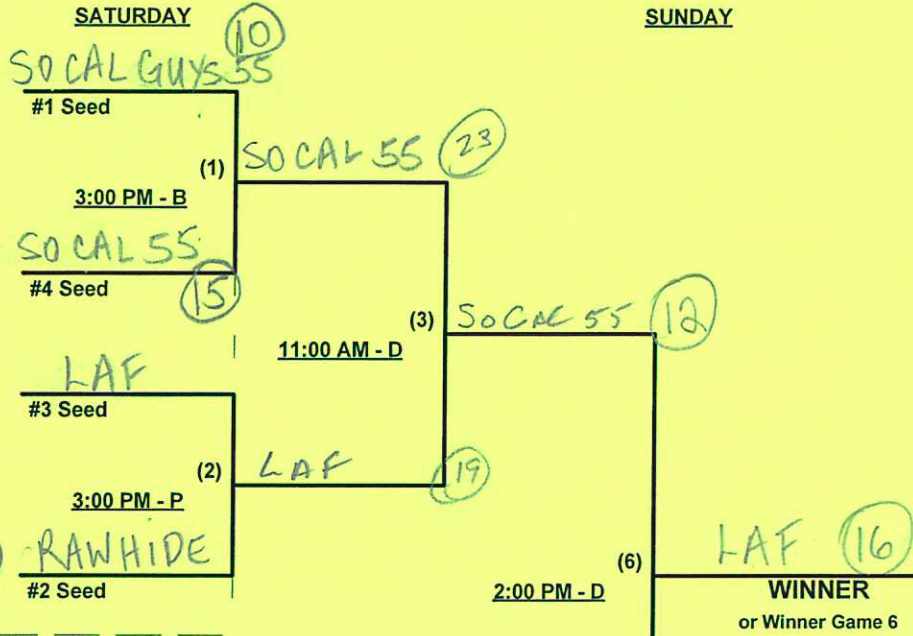 SATURDAY
SUNDAY
10
SO CAL GUYS 55
#1 Seed
(1)
SO CAL 55
23
3:00 PM - B
SO CAL 55
#4 Seed
15
(3)
SO CAL 55
12
11:00 AM - D
LAF
#3 Seed
(2)
LAF
19
3:00 PM - P
RAWHIDE
#2 Seed
(6)
LAF
16
2:00 PM - D
WINNER
or Winner Game 6